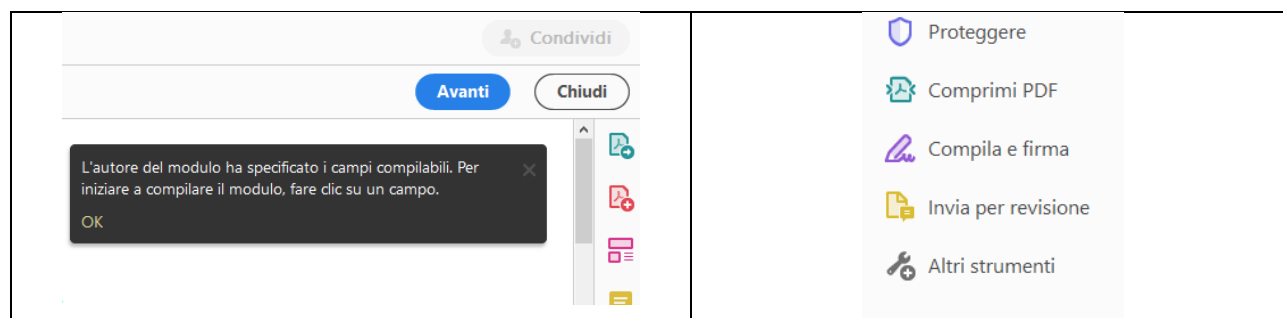 Condividi
Avanti
Chiudi
L'autore del modulo ha specificato i campi compilabili. Per
iniziare a compilare il modulo, fare clic su un campo.
OK
Proteggere
Comprimi PDF
Compila e firma
Invia per revisione
Altri strumenti